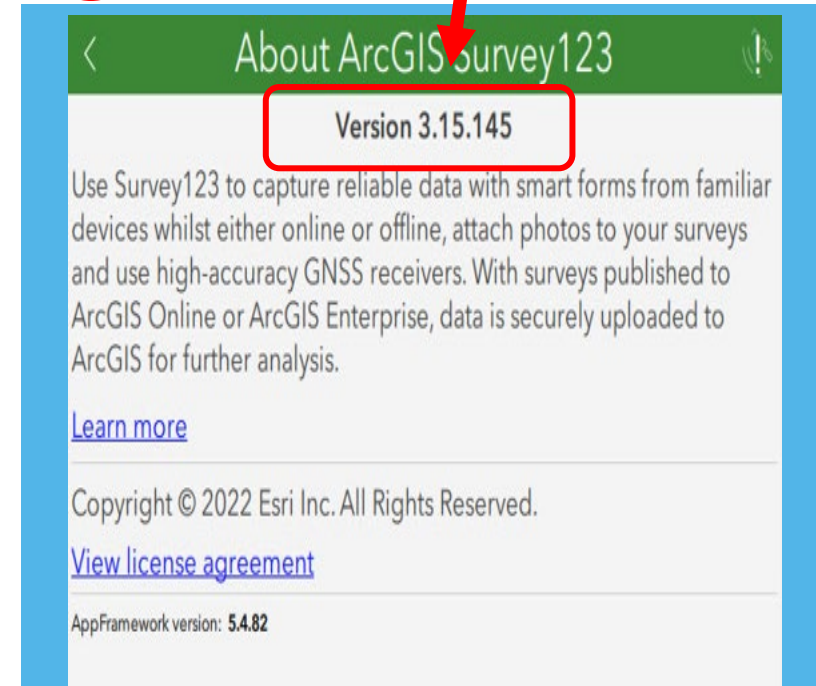 About ArcGIS Survey123
Version 3.15.145
Use Survey123 to capture reliable data with smart forms from familiar
devices whilst either online or offline, attach photos to your surveys
and use high-accuracy GNSS receivers. With surveys published to
ArcGIS Online or ArcGIS Enterprise, data is securely uploaded to
ArcGIS for further analysis.
Learn more
Copyright © 2022 Esri Inc. All Rights Reserved.
View license agreement
AppFramework version: 5.4.82